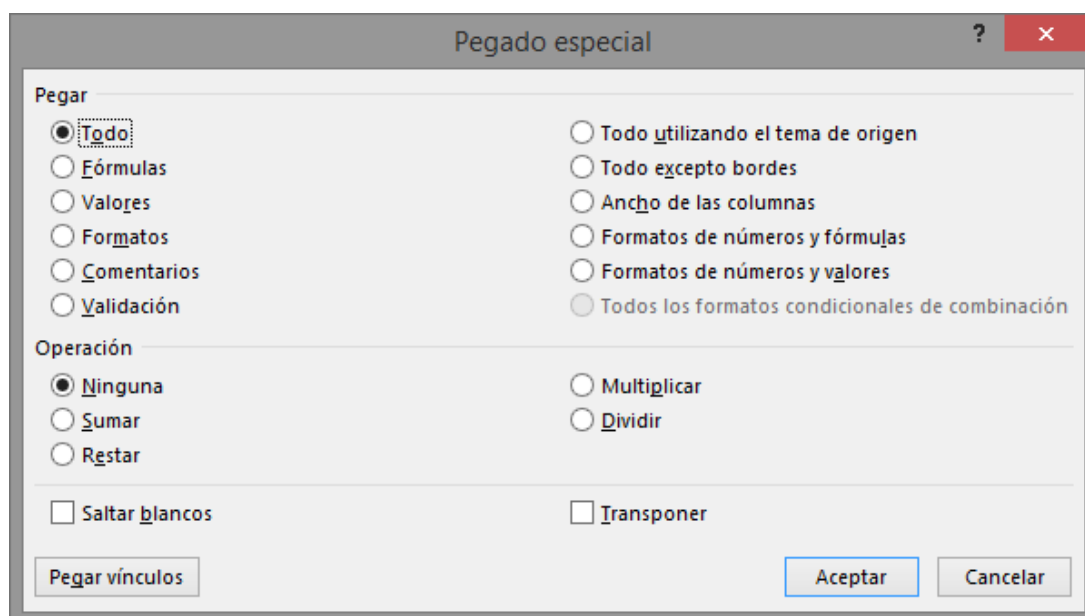 Pegado especial
?
Pegar
Todo
Todo utilizando el tema de origen
Fórmulas
Todo excepto bordes
Valores
Ancho de las columnas
Formatos
Formatos de números y fórmulas
Comentarios
Formatos de números y valores
Validación
Todos los formatos condicionales de combinación
Operación
Ninguna
Multiplicar
Sumar
Dividir
Restar
Saltar blancos
Transponer
Pegar vínculos
Aceptar
Cancelar